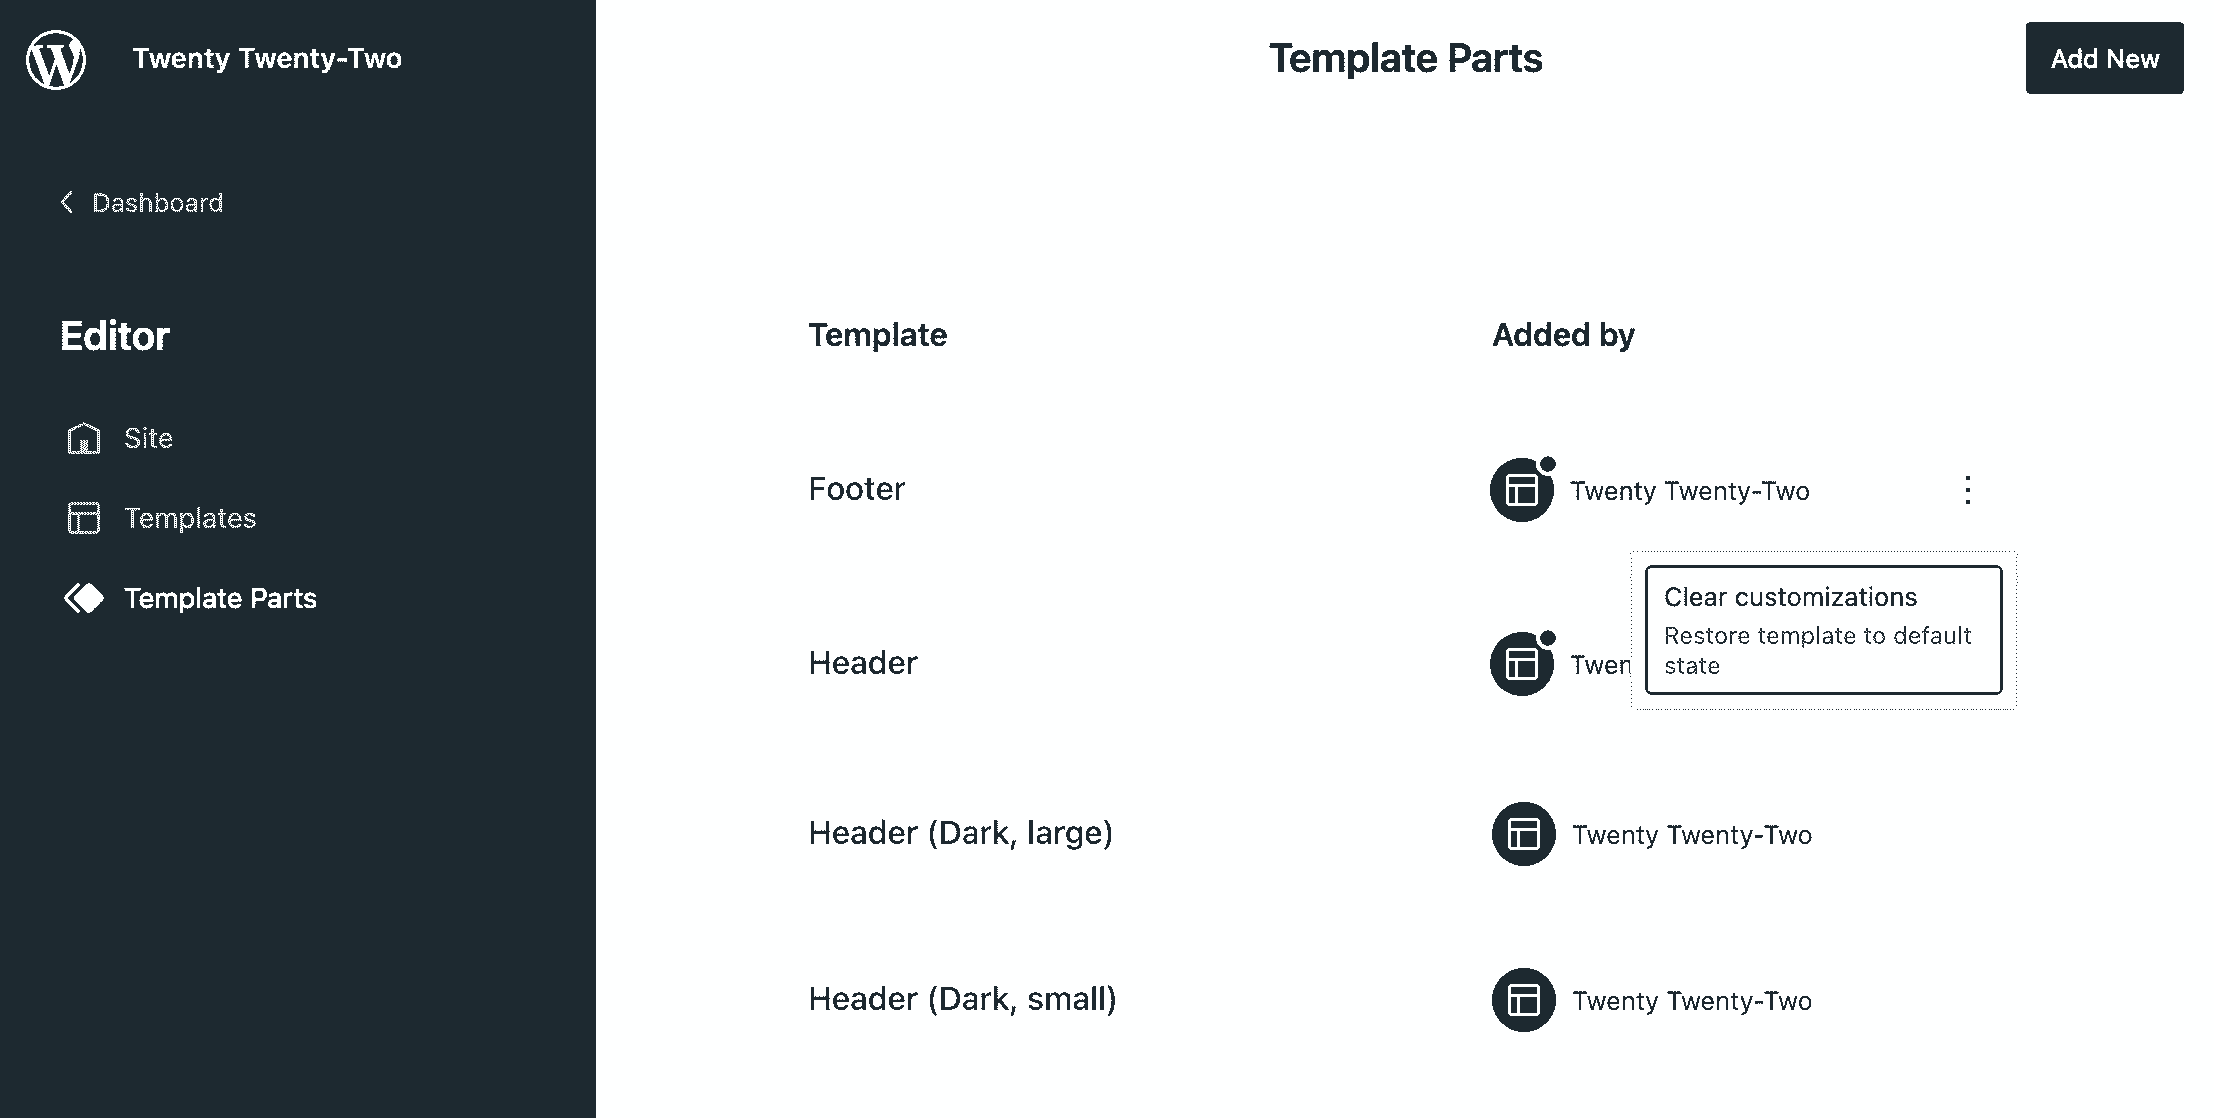 Twenty Twenty-Two
Template Parts
Add New
Dashboard
Editor
Site
Templates
Template Parts
Template
Added by
Footer
Twenty Twenty-Two
Clear customizations
Restore template to default
state
Header
Twen
Header (Dark, large)
Twenty Twenty-Two
Header (Dark, small)
Twenty Twenty-Two